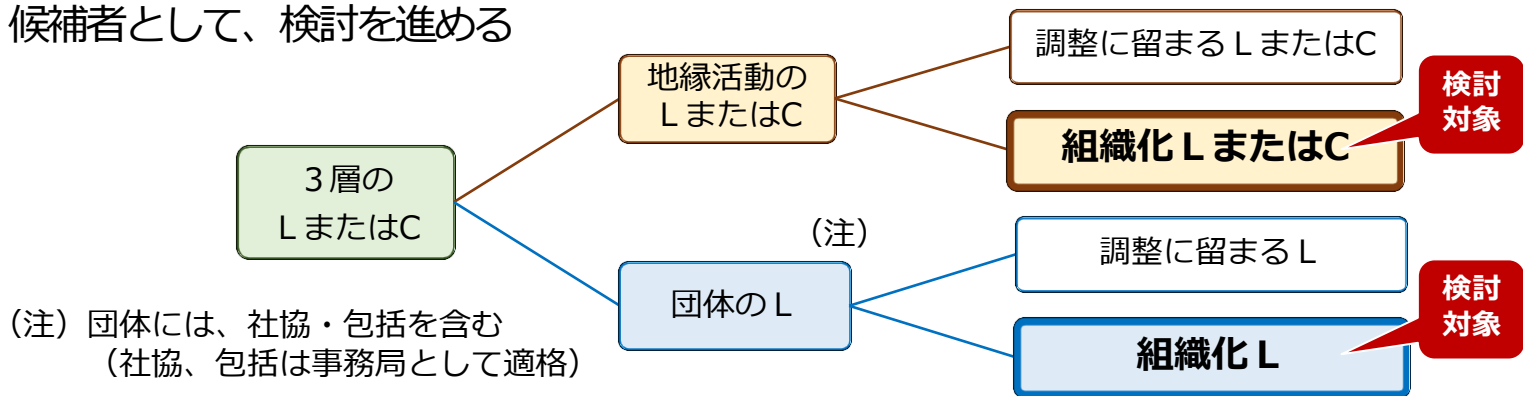 候補者として、検討を進める
３層の
ＬまたはC
地縁活動の
ＬまたはC
調整に留まるＬまたはC
組織化ＬまたはC
検討
対象
（注）
団体のＬ
調整に留まるＬ
組織化Ｌ
検討
対象
（注）団体には、社協・包括を含む
（社協、包括は事務局として適格）